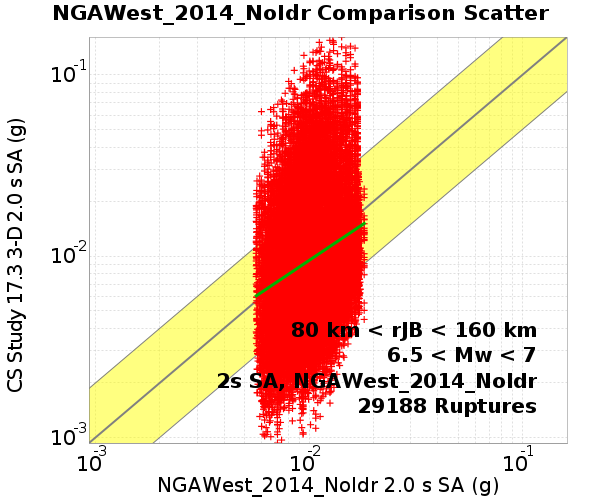 NGAWest_2014_NoIdr Comparison Scatter
CS Study 17.3 3-D 2.0 s SA (g)
10-1
10-2
10-3
80 km < rJB < 160 km
6.5 < Mw < 7
2s SA, NGAWest_2014_NoIdr
29188 Ruptures
10-3 10-2 10-1
NGAWest_2014_NoIdr 2.0 s SA (g)